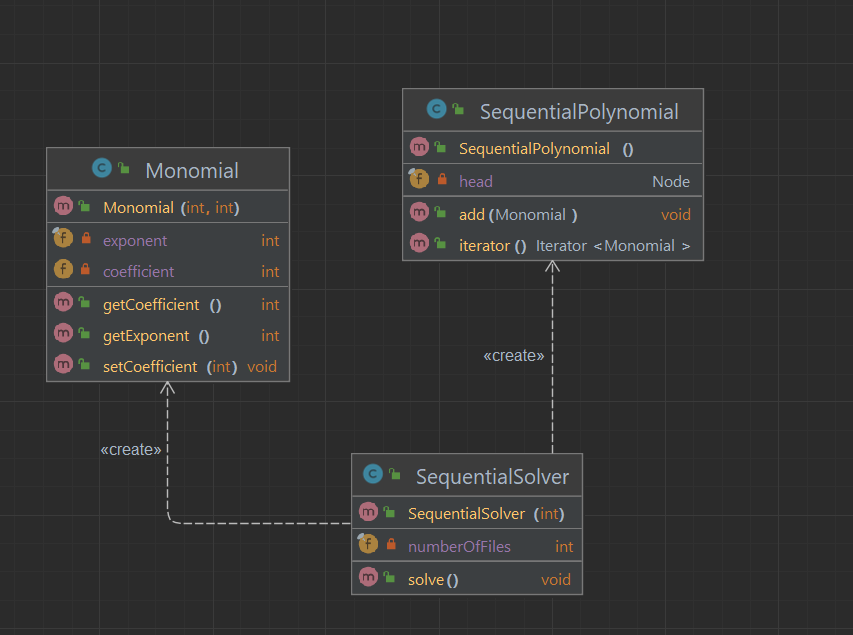 SequentialPolynomial
SequentialPolynomial ()
head Node
add (Monomial ) void
iterator () Iterator <Monomial >
Monomial
Monomial (int, int)
exponent int
coefficient int
getCoefficient () int
getExponent () int
setCoefficient (int) void
«create»
«create»
SequentialSolver
SequentialSolver (int)
numberOfFiles int
solve () void